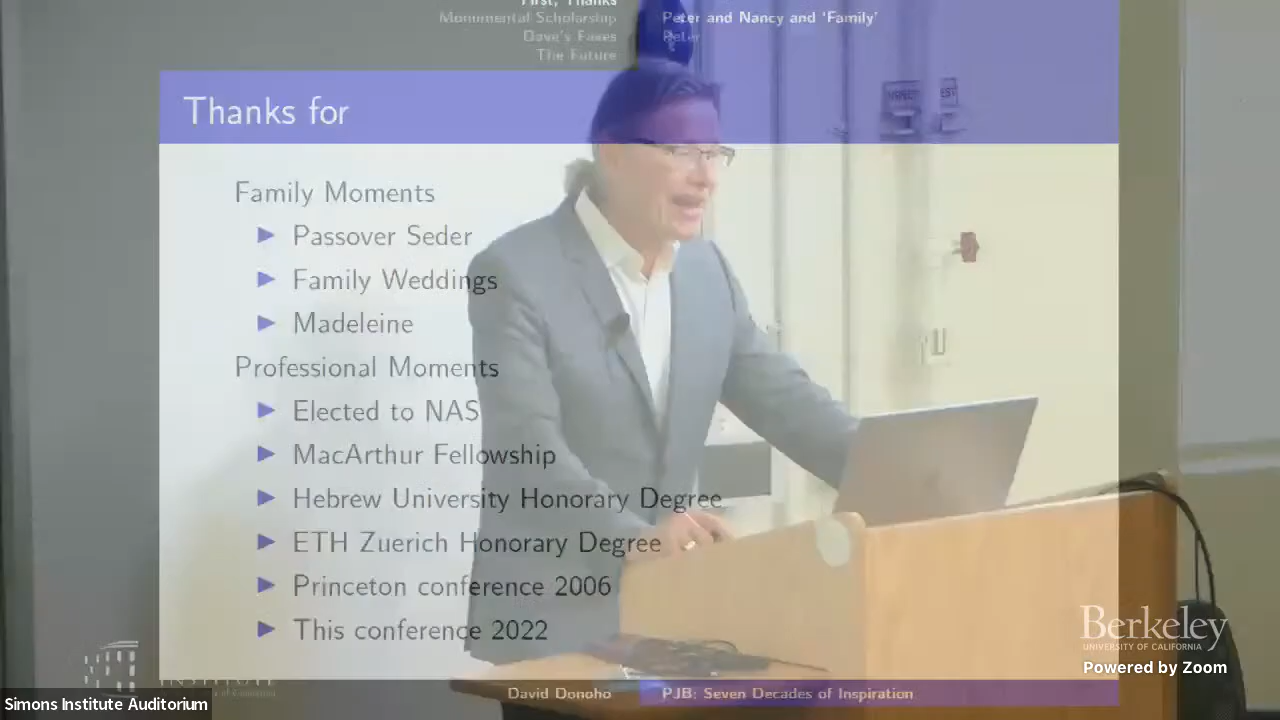 First, Thanks
Monumental Scholarship
Dave's Faves
The Future
Peter and Nancy and 'Family'
Peter
Thanks for
Family Moments
Passover Seder
Family Weddings
Madeleine
Professional Moments
Elected to NAS
MacArthur Fellowship
Hebrew University Honorary Degree
ETH Zuerich Honorary Degree
Princeton conference 2006
This conference 2022
David Donoho
PJB: Seven Decades of Inspiration
Berkeley
UNIVERSITY OF CALIFORNIA
Powered by Zoom
INSTITUTE
Simons Institute Auditorium